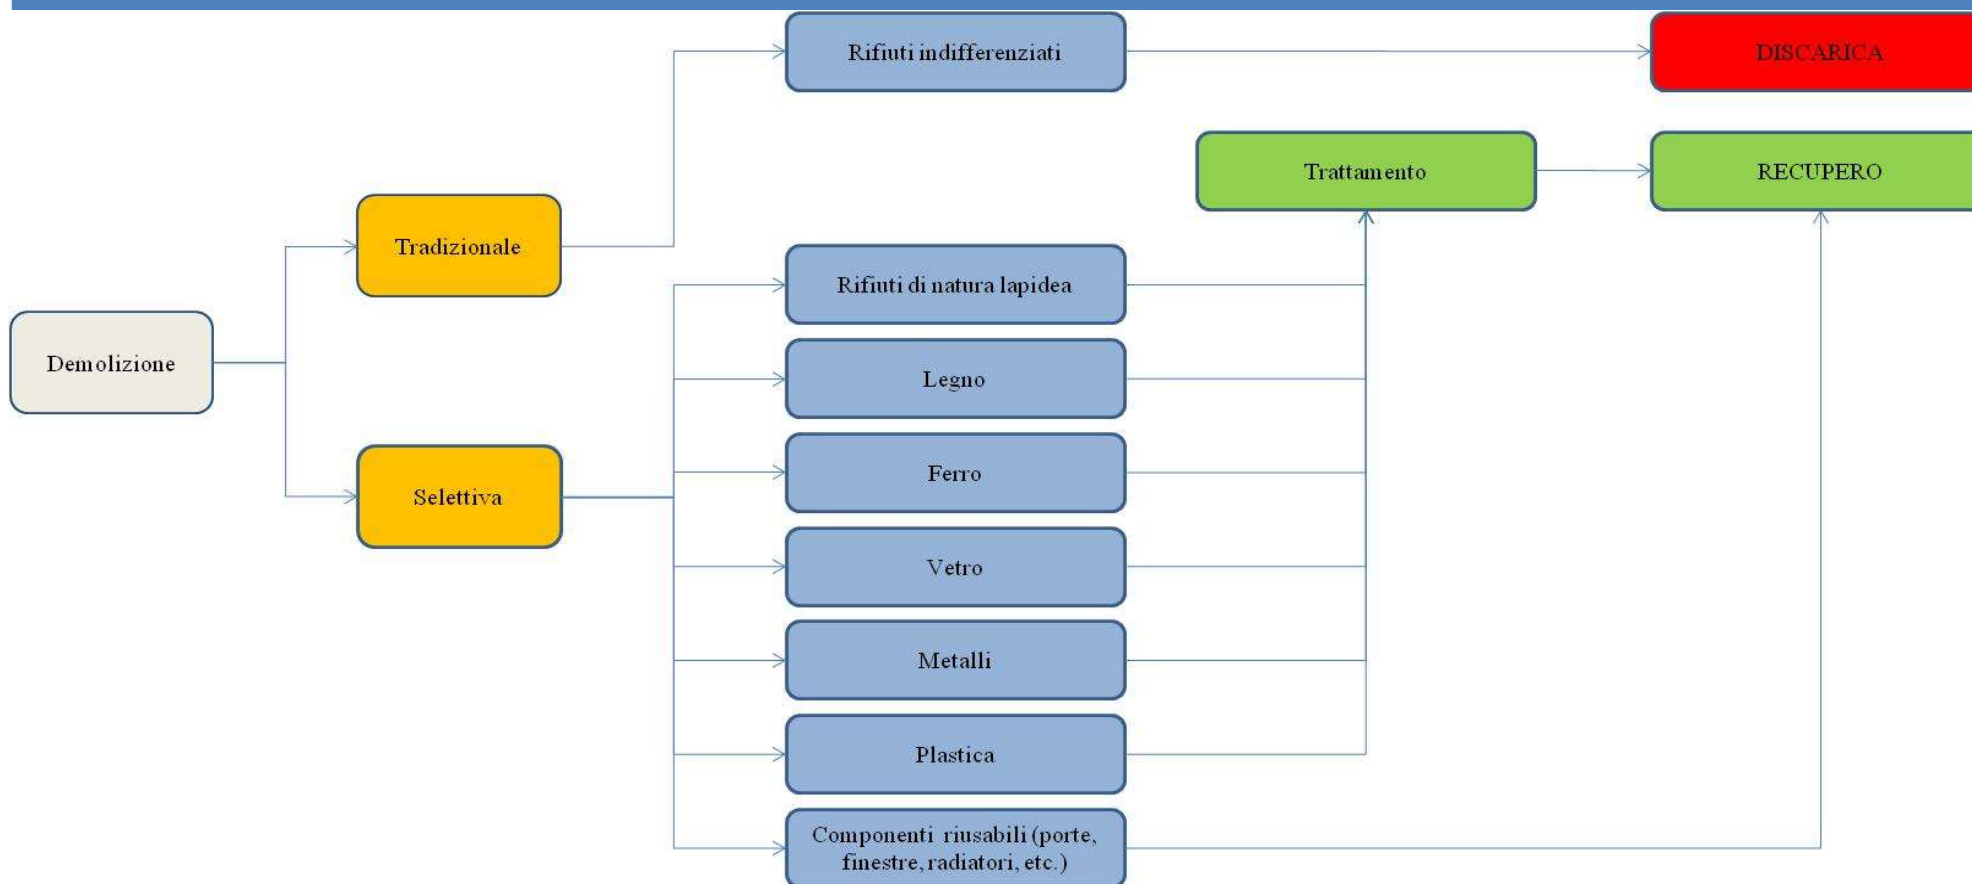 Rifiuti indifferenziati
DISCARICA
Trattamento
RECUPERO
Tradizionale
Rifiuti di natura lapidea
Demolizione
Legno
Ferro
Selettiva
Vetro
Metalli
Plastica
Componenti riusabili (porte,
finestre, radiatori, etc.)